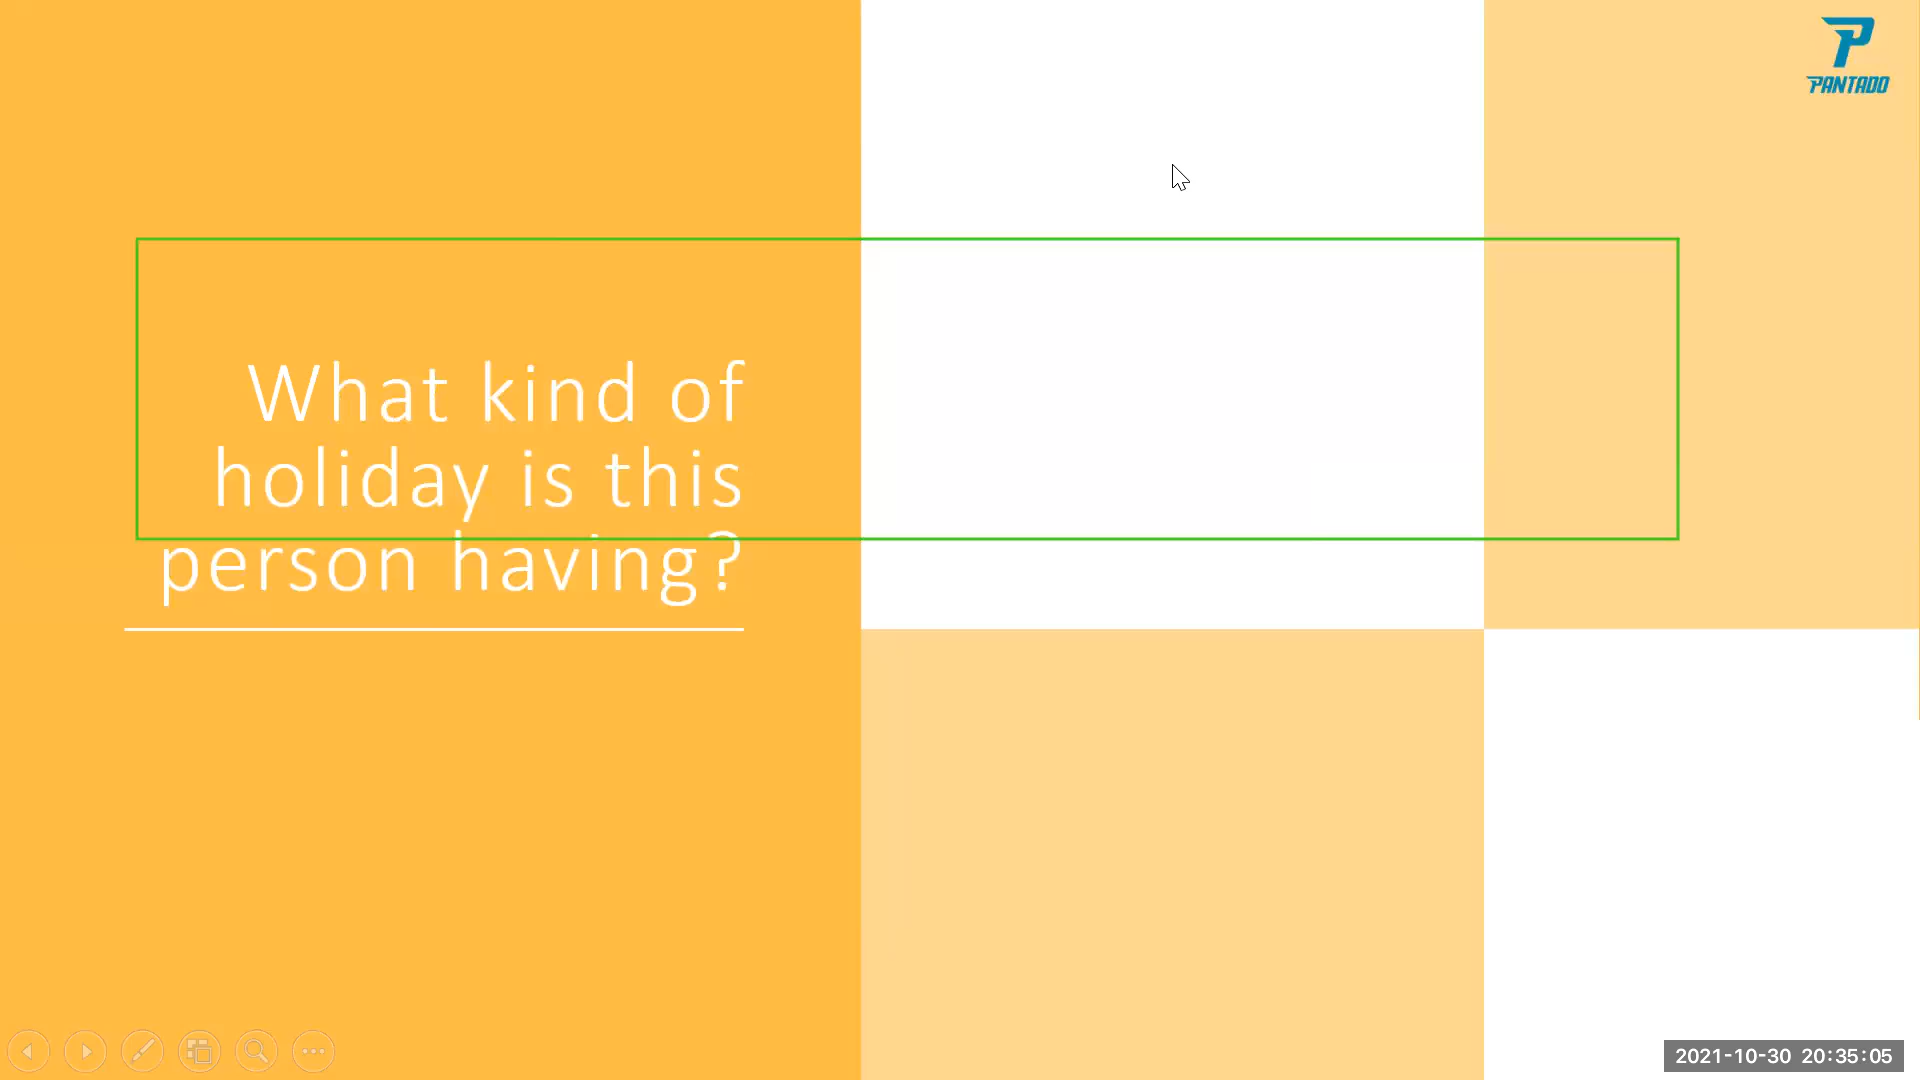 PANTADO
What kind of
holiday is this
person having?
2021-10-30 20:35:05